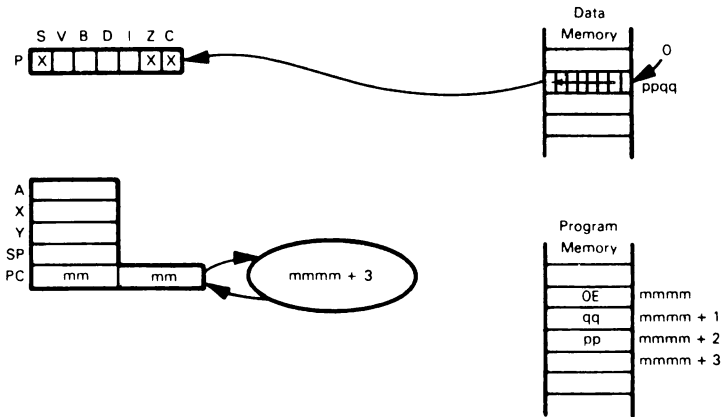 S V B D I Z C
P X X X
Data
Memory
0
ppqq
A
X
Y
SP
PC mm mm
mmmm + 3
Program
Memory
OE mmmm
qq mmmm + 1
pp mmmm + 2
mmmm + 3